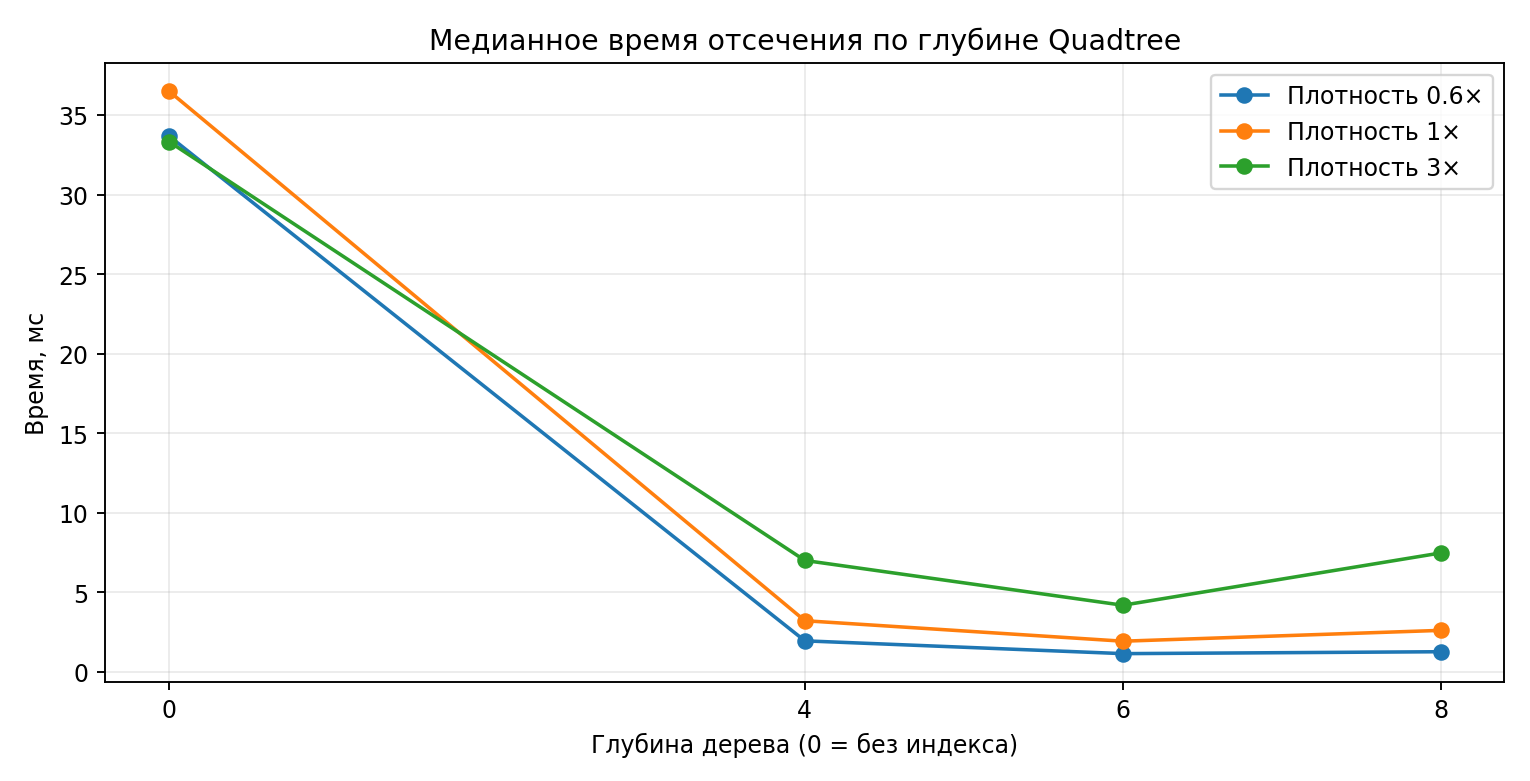 Медианное время отсечения по глубине Quadtree
Плотность 0.6×
Плотность 1×
Плотность 3×
35
30
25
20
15
10
5
0
Время, мс
0 4 6 8
Глубина дерева (0 = без индекса)